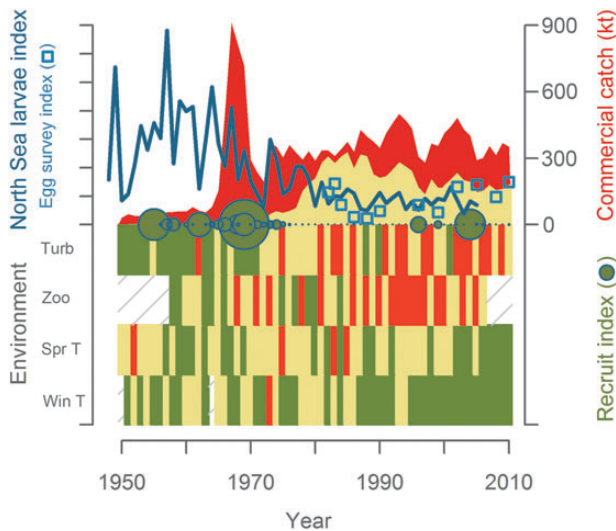 North Sea larvae index
Egg survey index (□)
Environment
Turb
Zoo
Spr T
Win T
900
600
300
0
Commercial catch (kt)
Recruit index (●)
1950
1970
1990
2010
Year